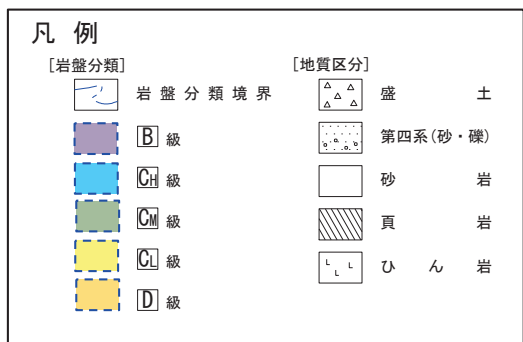 凡例
[岩盤分類]
岩盤分類境界
B 級
CH 級
CM 級
CL 級
D 級
[地質区分]
盛土
第四系(砂・礫)
砂岩
頁岩
ひん岩